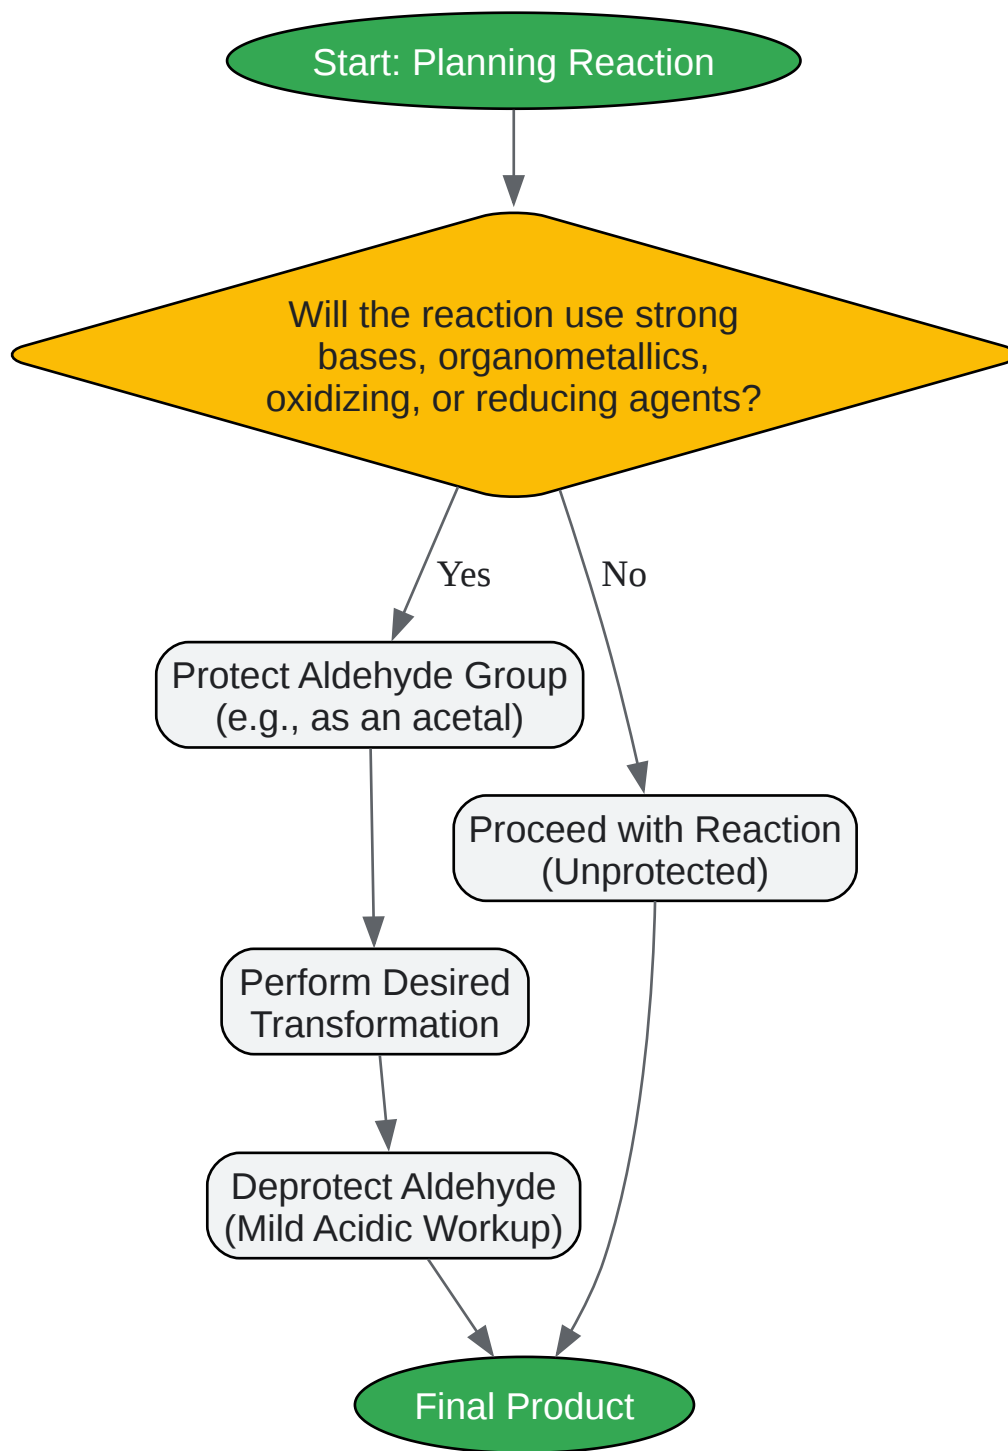 Start: Planning Reaction
Will the reaction use strong
bases, organometallics,
oxidizing, or reducing agents?
Yes
No
Protect Aldehyde Group
(e.g., as an acetal)
Proceed with Reaction
(Unprotected)
Perform Desired
Transformation
Deprotect Aldehyde
(Mild Acidic Workup)
Final Product